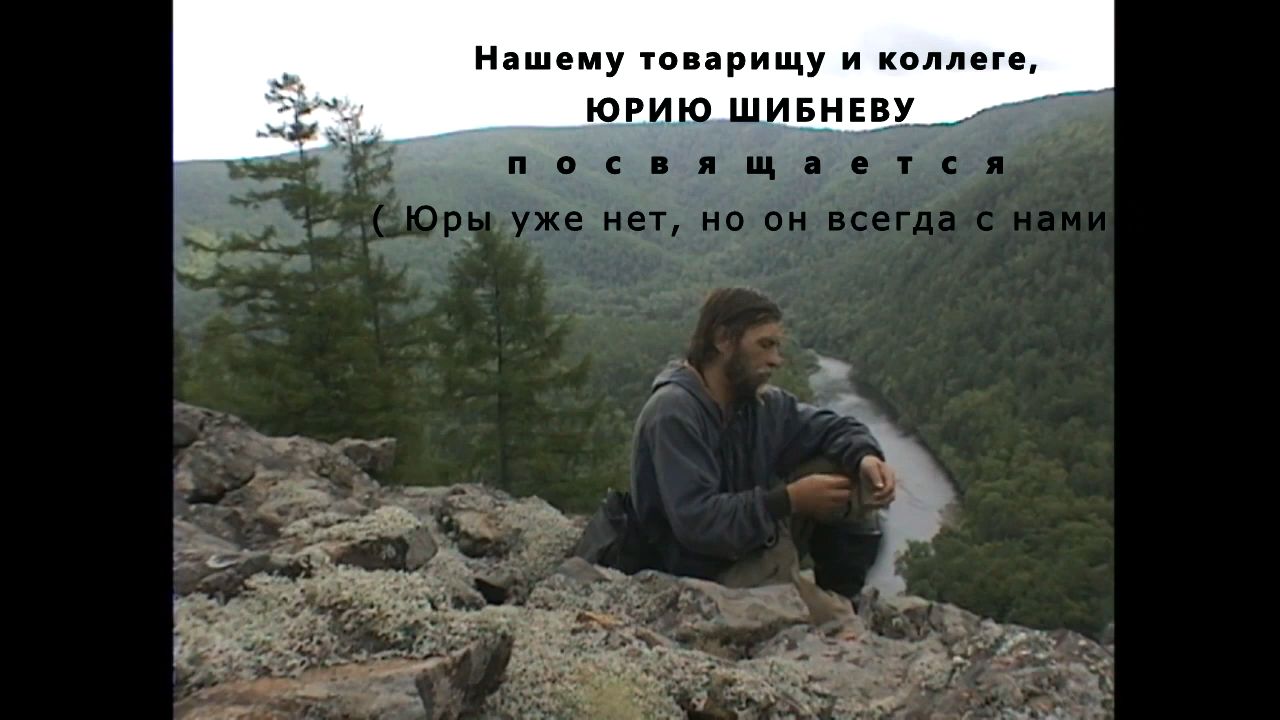 Нашему товарищу и коллеге,
ЮРИЮ ШИБНЕВУ
п о с в я щ а е т с я
( Юры уже нет, но он всегда с нами